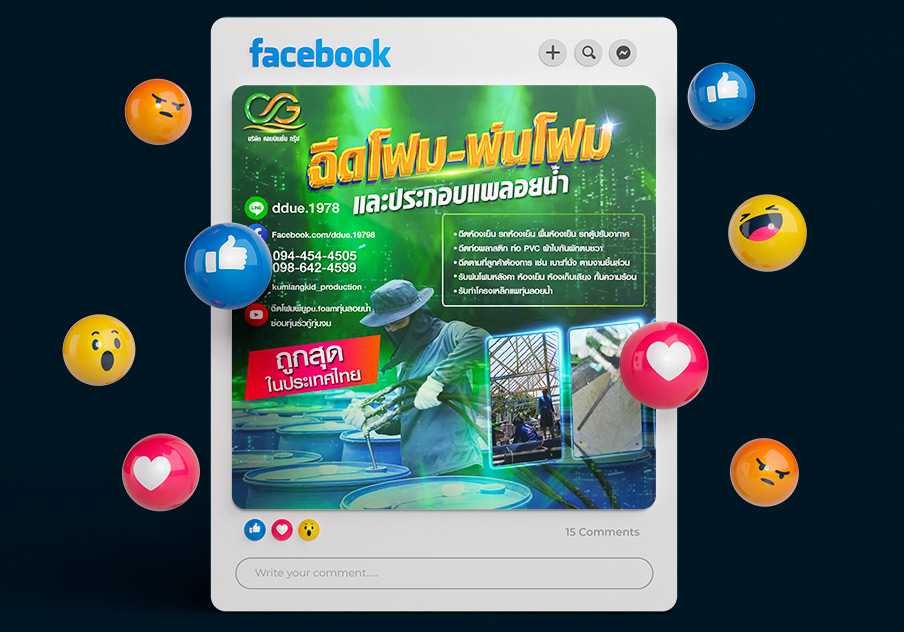 facebook
CG
บริษัท คอมบิเนชั่น กรุ๊ป
ฉีดโฟม-พ่นโฟม
และประกอบแพลอยน้ำ
ddue.1978
Facebook.com/ddue.19798
094-454-4505
098-642-4599
kumlangkid_production
ฉีดโฟมพียูpu.foamทุ่นลอยน้ำ
ซ่อมทุ่นรั่วกู้ทุ่นจม
• ฉีดห้องเย็น รถห้องเย็น พื้นห้องเย็น รถตู้ปรับอากาศ
• ฉีดท่อพลาสติก ท่อ PVC ผ้าใบกันผักตบชวา
• ฉีดตามที่ลูกค้าต้องการ เช่น เบาะที่นั่ง ตามงานชิ้นส่วน
• รับพ่นโฟมหลังคา ห้องเย็น ห้องเก็บเสียง กั้นความร้อน
• รับทำโครงเหล็กแพทุ่นลอยน้ำ
ถูกสุด
ในประเทศไทย
15 Comments
Write your comment.....